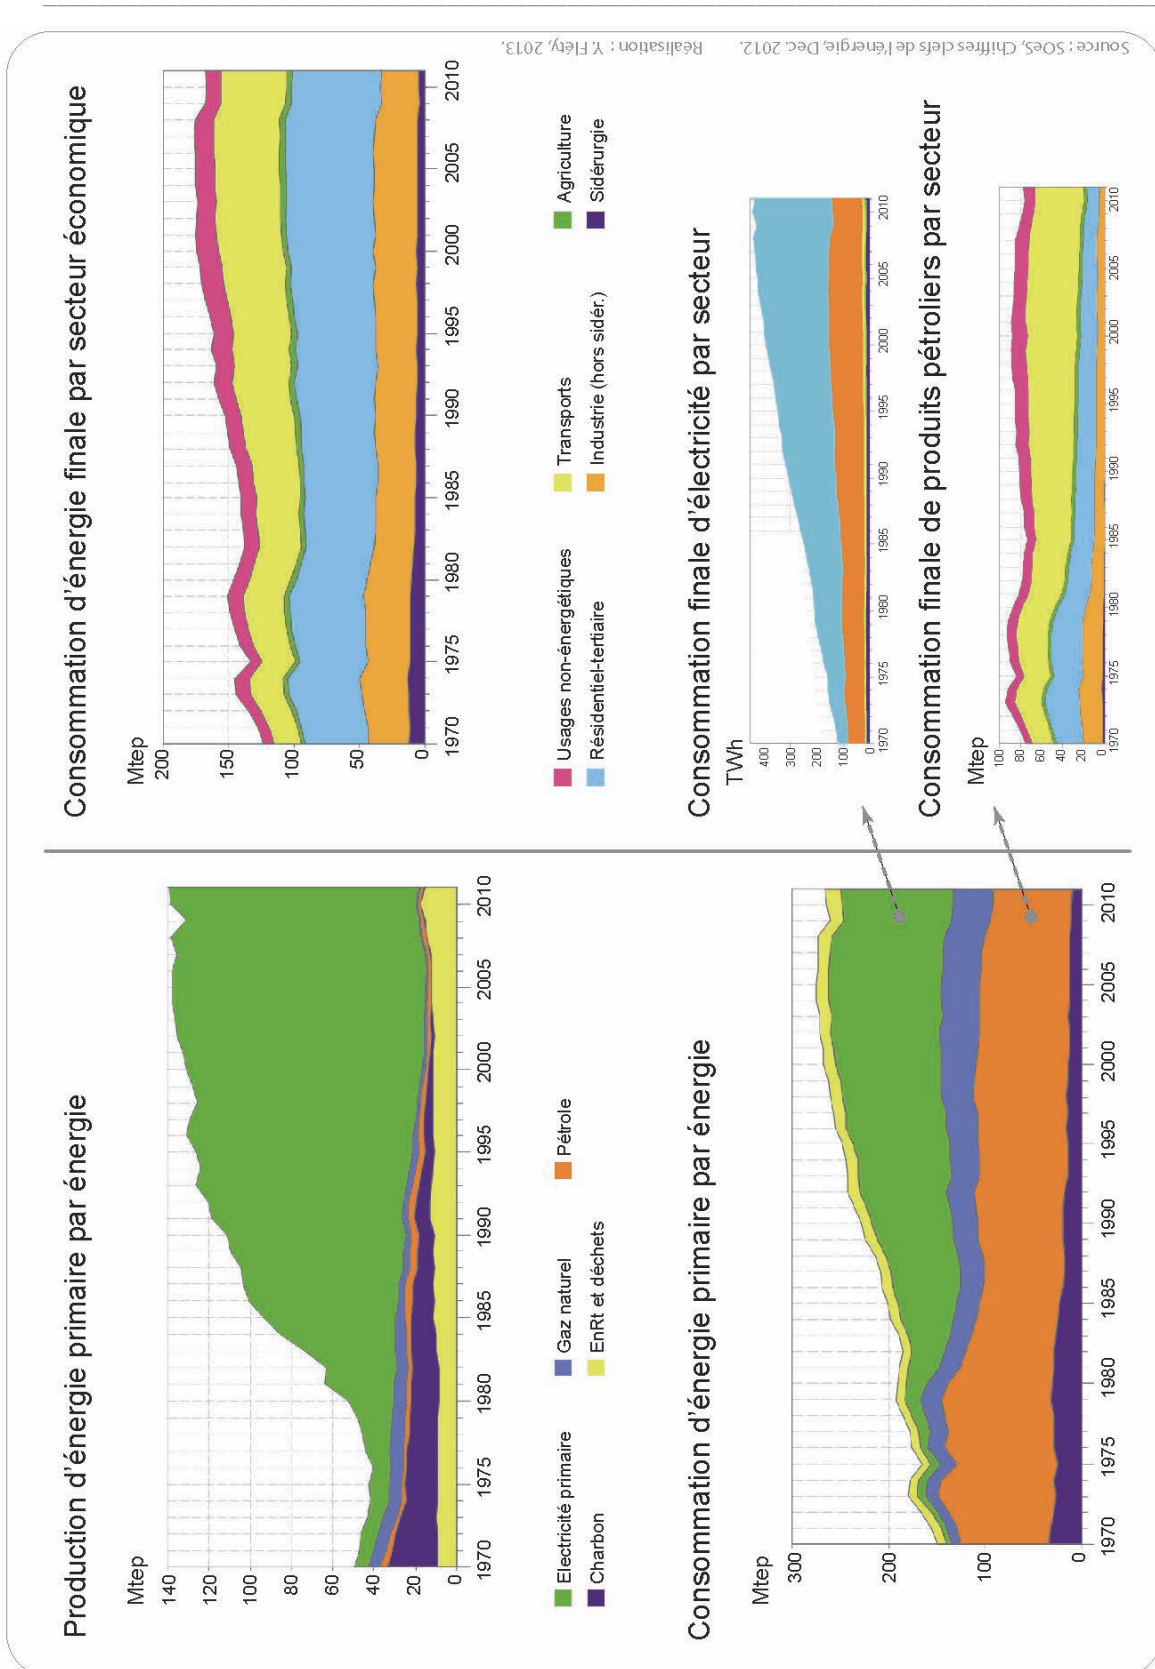 Production d'énergie primaire par énergie
Mtep
140
120
100
80
60
40
20
0
1970 1975 1980 1985 1990 1995 2000 2005 2010
Electricité primaire Gaz naturel Pétrole
Charbon EnRt et déchets
Consommation d'énergie primaire par énergie
Mtep
300
200
100
0
1970 1975 1980 1985 1990 1995 2000 2005 2010
Consommation d'énergie finale par secteur économique
Mtep
200
150
100
50
0
1970 1975 1980 1985 1990 1995 2000 2005 2010
Usages non-énergétiques Transports Agriculture
Résidentiel-tertiaire Industrie (hors sidér.) Sidérurgie
Consommation finale d'électricité par secteur
TWh
400
300
200
100
0
1970 1975 1980 1985 1990 1995 2000 2005 2010
Consommation finale de produits pétroliers par secteur
Mtep
100
80
60
40
20
0
1970 1975 1980 1985 1990 1995 2000 2005 2010
Source : SOeS, Chiffres clefs de l'énergie, Dec. 2012. Réalisation : Y. Fléty, 2013.